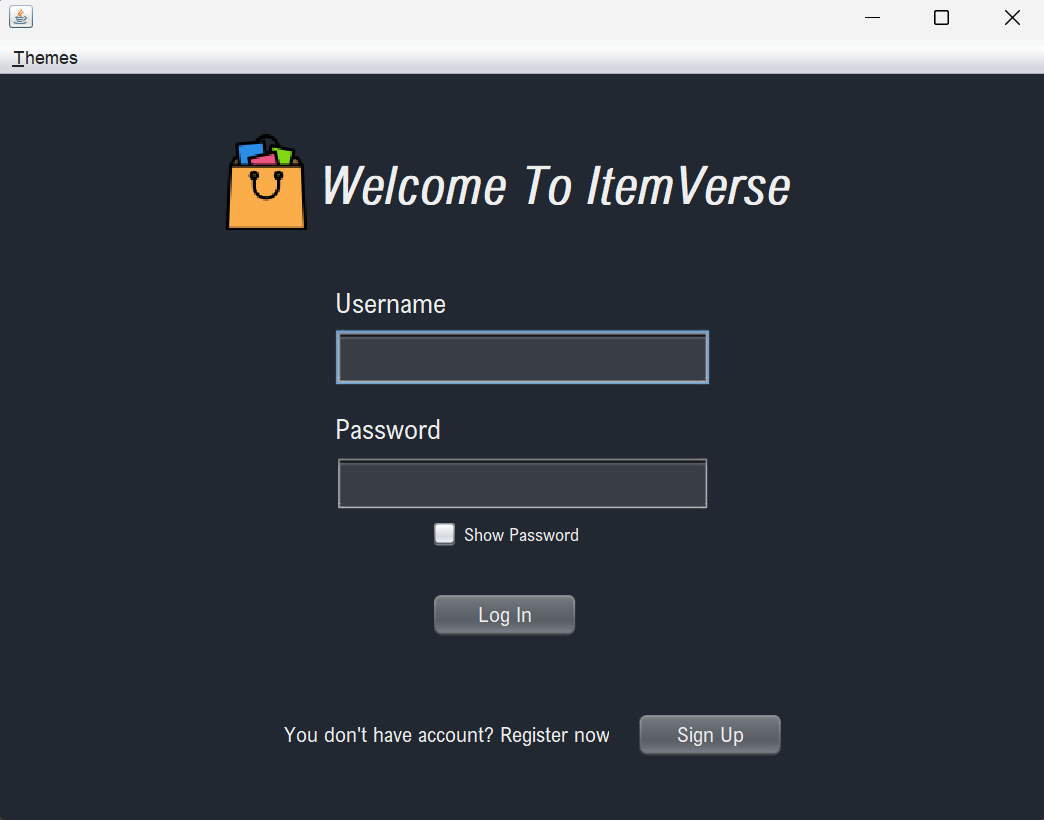 Themes
Welcome To ItemVerse
Username
Password
Show Password
Log In
You don't have account? Register now
Sign Up